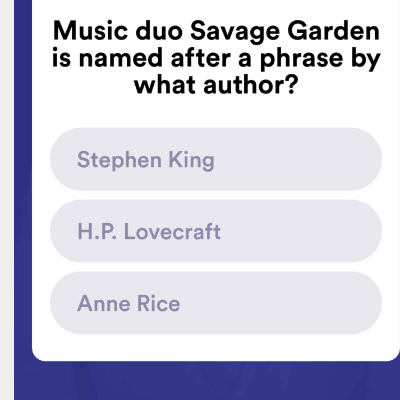 Music duo Savage Garden
is named after a phrase by
what author?
Stephen King
H.P. Lovecraft
Anne Rice